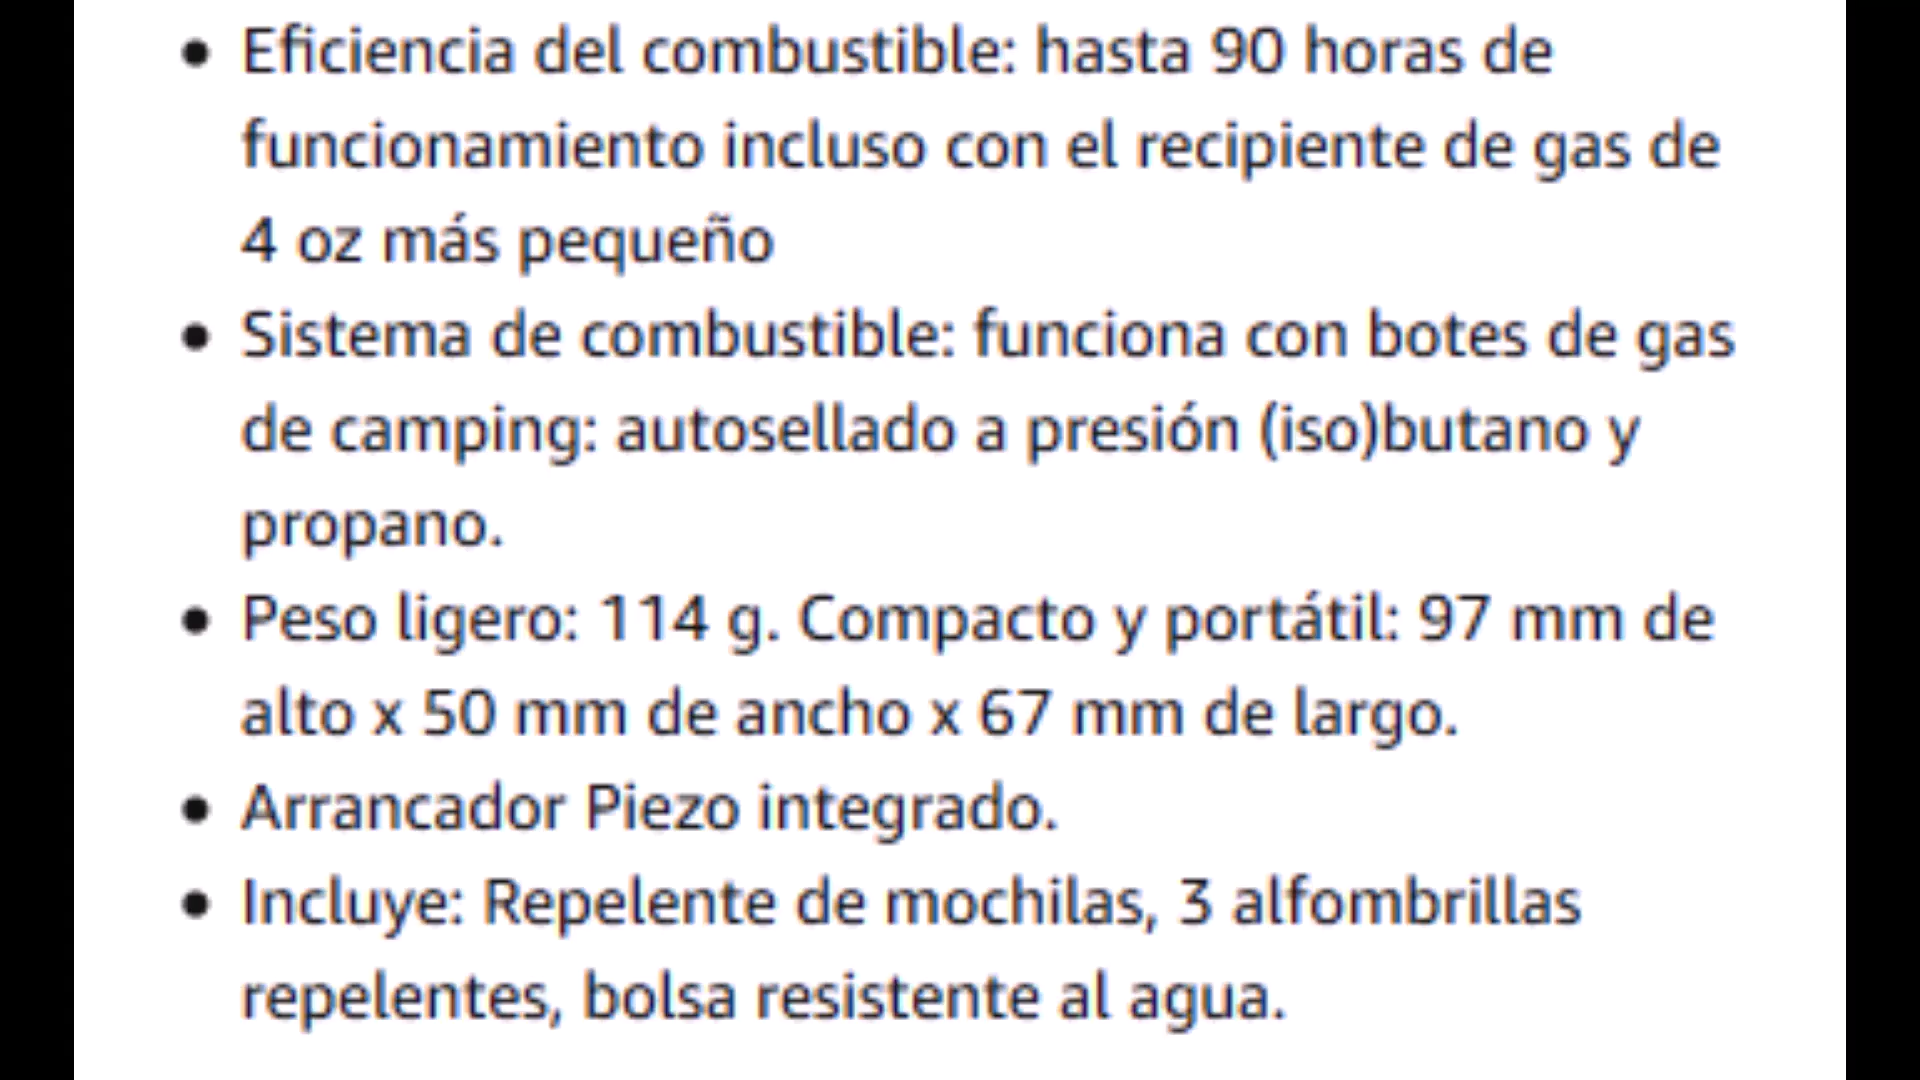 • Eficiencia del combustible: hasta 90 horas de
funcionamiento incluso con el recipiente de gas de
4 oz más pequeño
• Sistema de combustible: funciona con botes de gas
de camping: autosellado a presión (iso)butano y
propano.
• Peso ligero: 114 g. Compacto y portátil: 97 mm de
alto x 50 mm de ancho x 67 mm de largo.
• Arrancador Piezo integrado.
• Incluye: Repelente de mochilas, 3 alfombrillas
repelentes, bolsa resistente al agua.